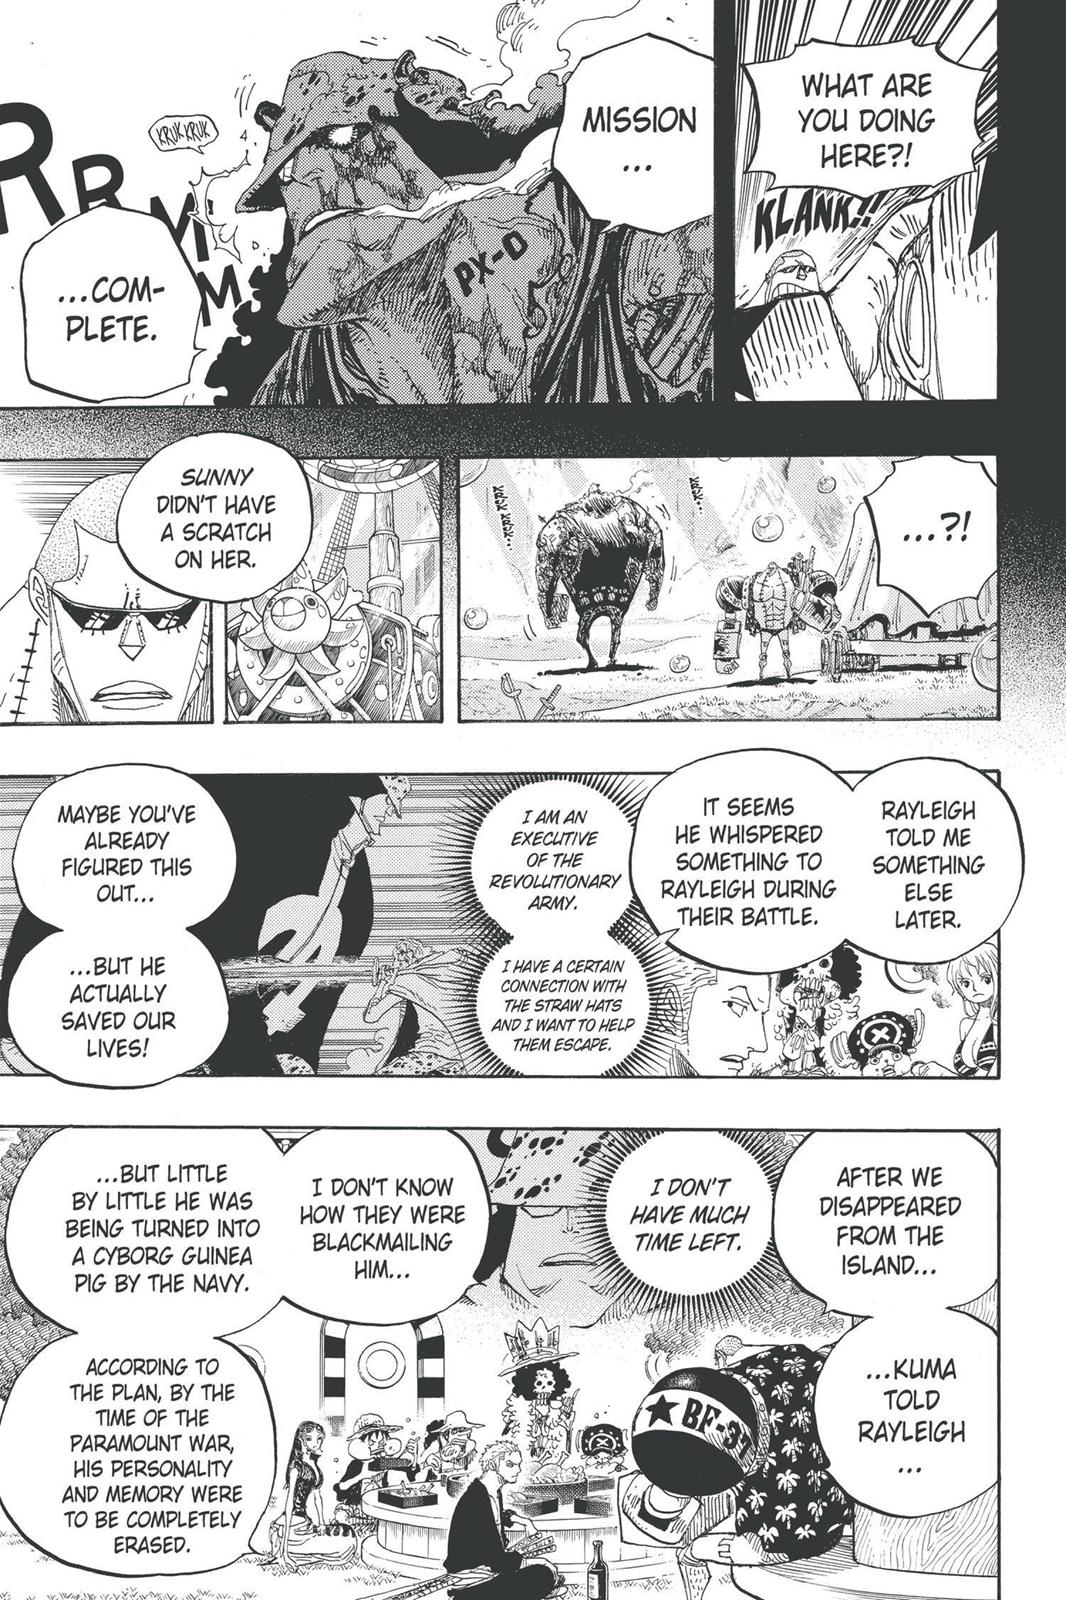 WHAT ARE
YOU DOING
HERE?!
KLANK!!
MISSION
...
PX-0
KRUK KRUK
RRRMMM
...COM-
PLETE.
...?!
KRUK KRUK...
KRUK...
SUNNY
DIDN'T HAVE
A SCRATCH
ON HER.
RAYLEIGH
TOLD ME
SOMETHING
ELSE
LATER.
IT SEEMS
HE WHISPERED
SOMETHING TO
RAYLEIGH DURING
THEIR BATTLE.
I AM AN
EXECUTIVE
OF THE
REVOLUTIONARY
ARMY.
I HAVE A CERTAIN
CONNECTION WITH
THE STRAW HATS
AND I WANT TO HELP
THEM ESCAPE.
MAYBE YOU'VE
ALREADY
FIGURED THIS
OUT...
...BUT HE
ACTUALLY
SAVED OUR
LIVES!
AFTER WE
DISAPPEARED
FROM THE
ISLAND...
...KUMA
TOLD
RAYLEIGH
...
I DON'T
HAVE MUCH
TIME LEFT.
I DON'T KNOW
HOW THEY WERE
BLACKMAILING
HIM...
...BUT LITTLE
BY LITTLE HE WAS
BEING TURNED INTO
A CYBORG GUINEA
PIG BY THE NAVY.
ACCORDING TO
THE PLAN, BY THE
TIME OF THE
PARAMOUNT WAR,
HIS PERSONALITY
AND MEMORY WERE
TO BE COMPLETELY
ERASED.
BF-37